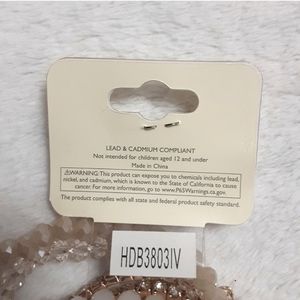 LEAD & CADMIUM COMPLIANT
Not intended for children aged 12 and under
Made in China
⚠WARNING: This product can expose you to chemicals including lead,
nickel, and cadmium, which is known to the State of California to cause
cancer. For more information, go to www.P65Warnings.ca.gov.
The product complies with all state and federal product safety standard.
HDB3803IV